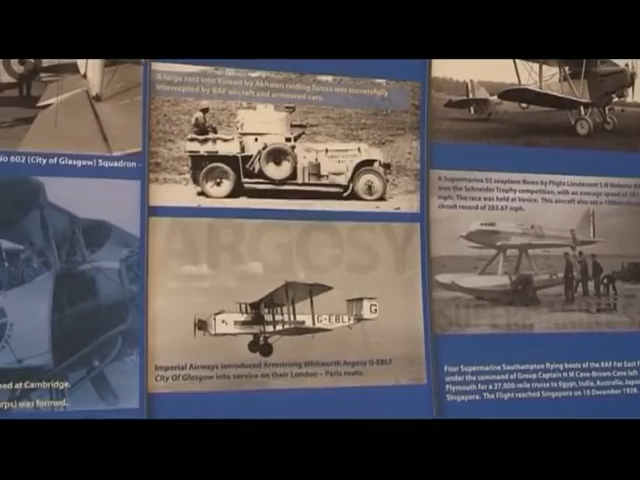 A large raid into Kuwait by Akhwan raiding forces was successfully
intercepted by RAF aircraft and armoured cars.
No 602 (City of Glasgow) Squadron -
A Supermarine S5 seaplane flown by Flight Lieutenant S N
won the Schneider Trophy competition, with an average speed of
mph. The race was held at Venice. This aircraft also set a
circuit record of 283.67 mph.
ARGOSY
G-EBLF
G
Imperial Airways introduced Armstrong Whitworth Argosy G-EBLF
City Of Glasgow into service on their London – Paris route.
Four Supermarine Southampton flying boats of the RAF Far East
under the command of Group Captain H M Cave-Brown-Cave left
Plymouth for a 27,000-mile cruise to Egypt, India, Australia,
Singapore. The Flight reached Singapore on 10 December 1928.
ed at Cambridge.
rps) was formed.